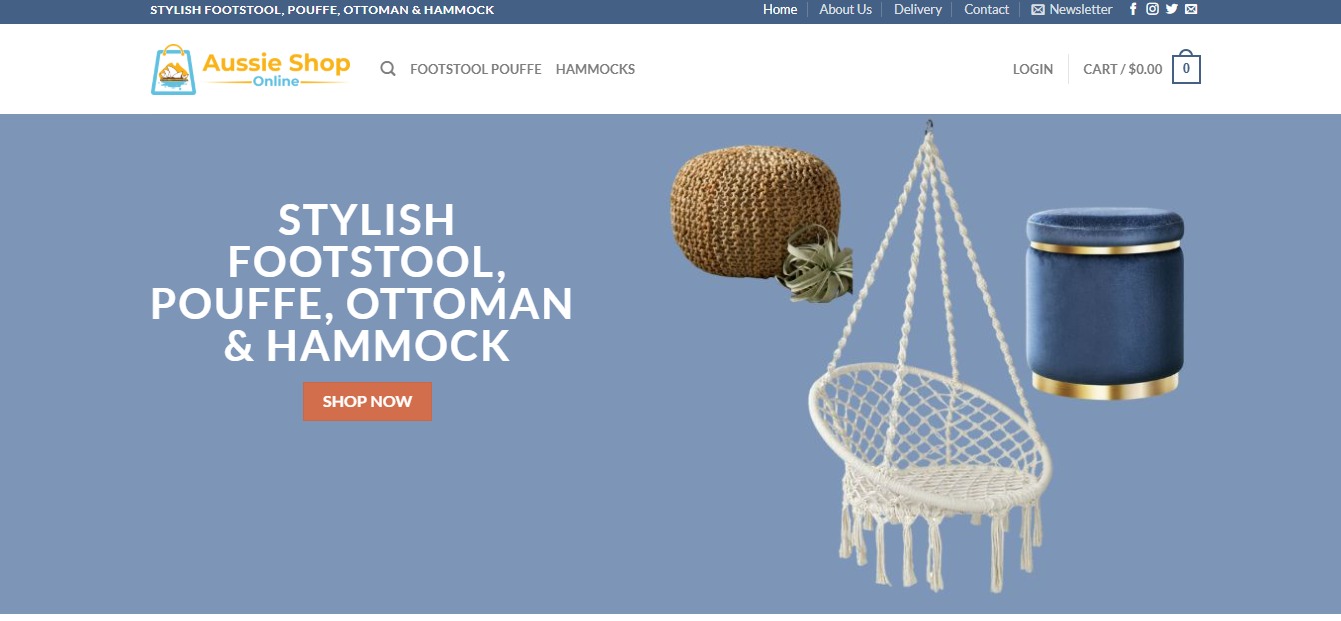 STYLISH FOOTSTOOL, POUFFE, OTTOMAN & HAMMOCK
Home
About Us
Delivery
Contact
Newsletter
Aussie Shop
Online
FOOTSTOOL POUFFE
HAMMOCKS
LOGIN
CART / $0.00
0
STYLISH
FOOTSTOOL,
POUFFE, OTTOMAN
& HAMMOCK
SHOP NOW